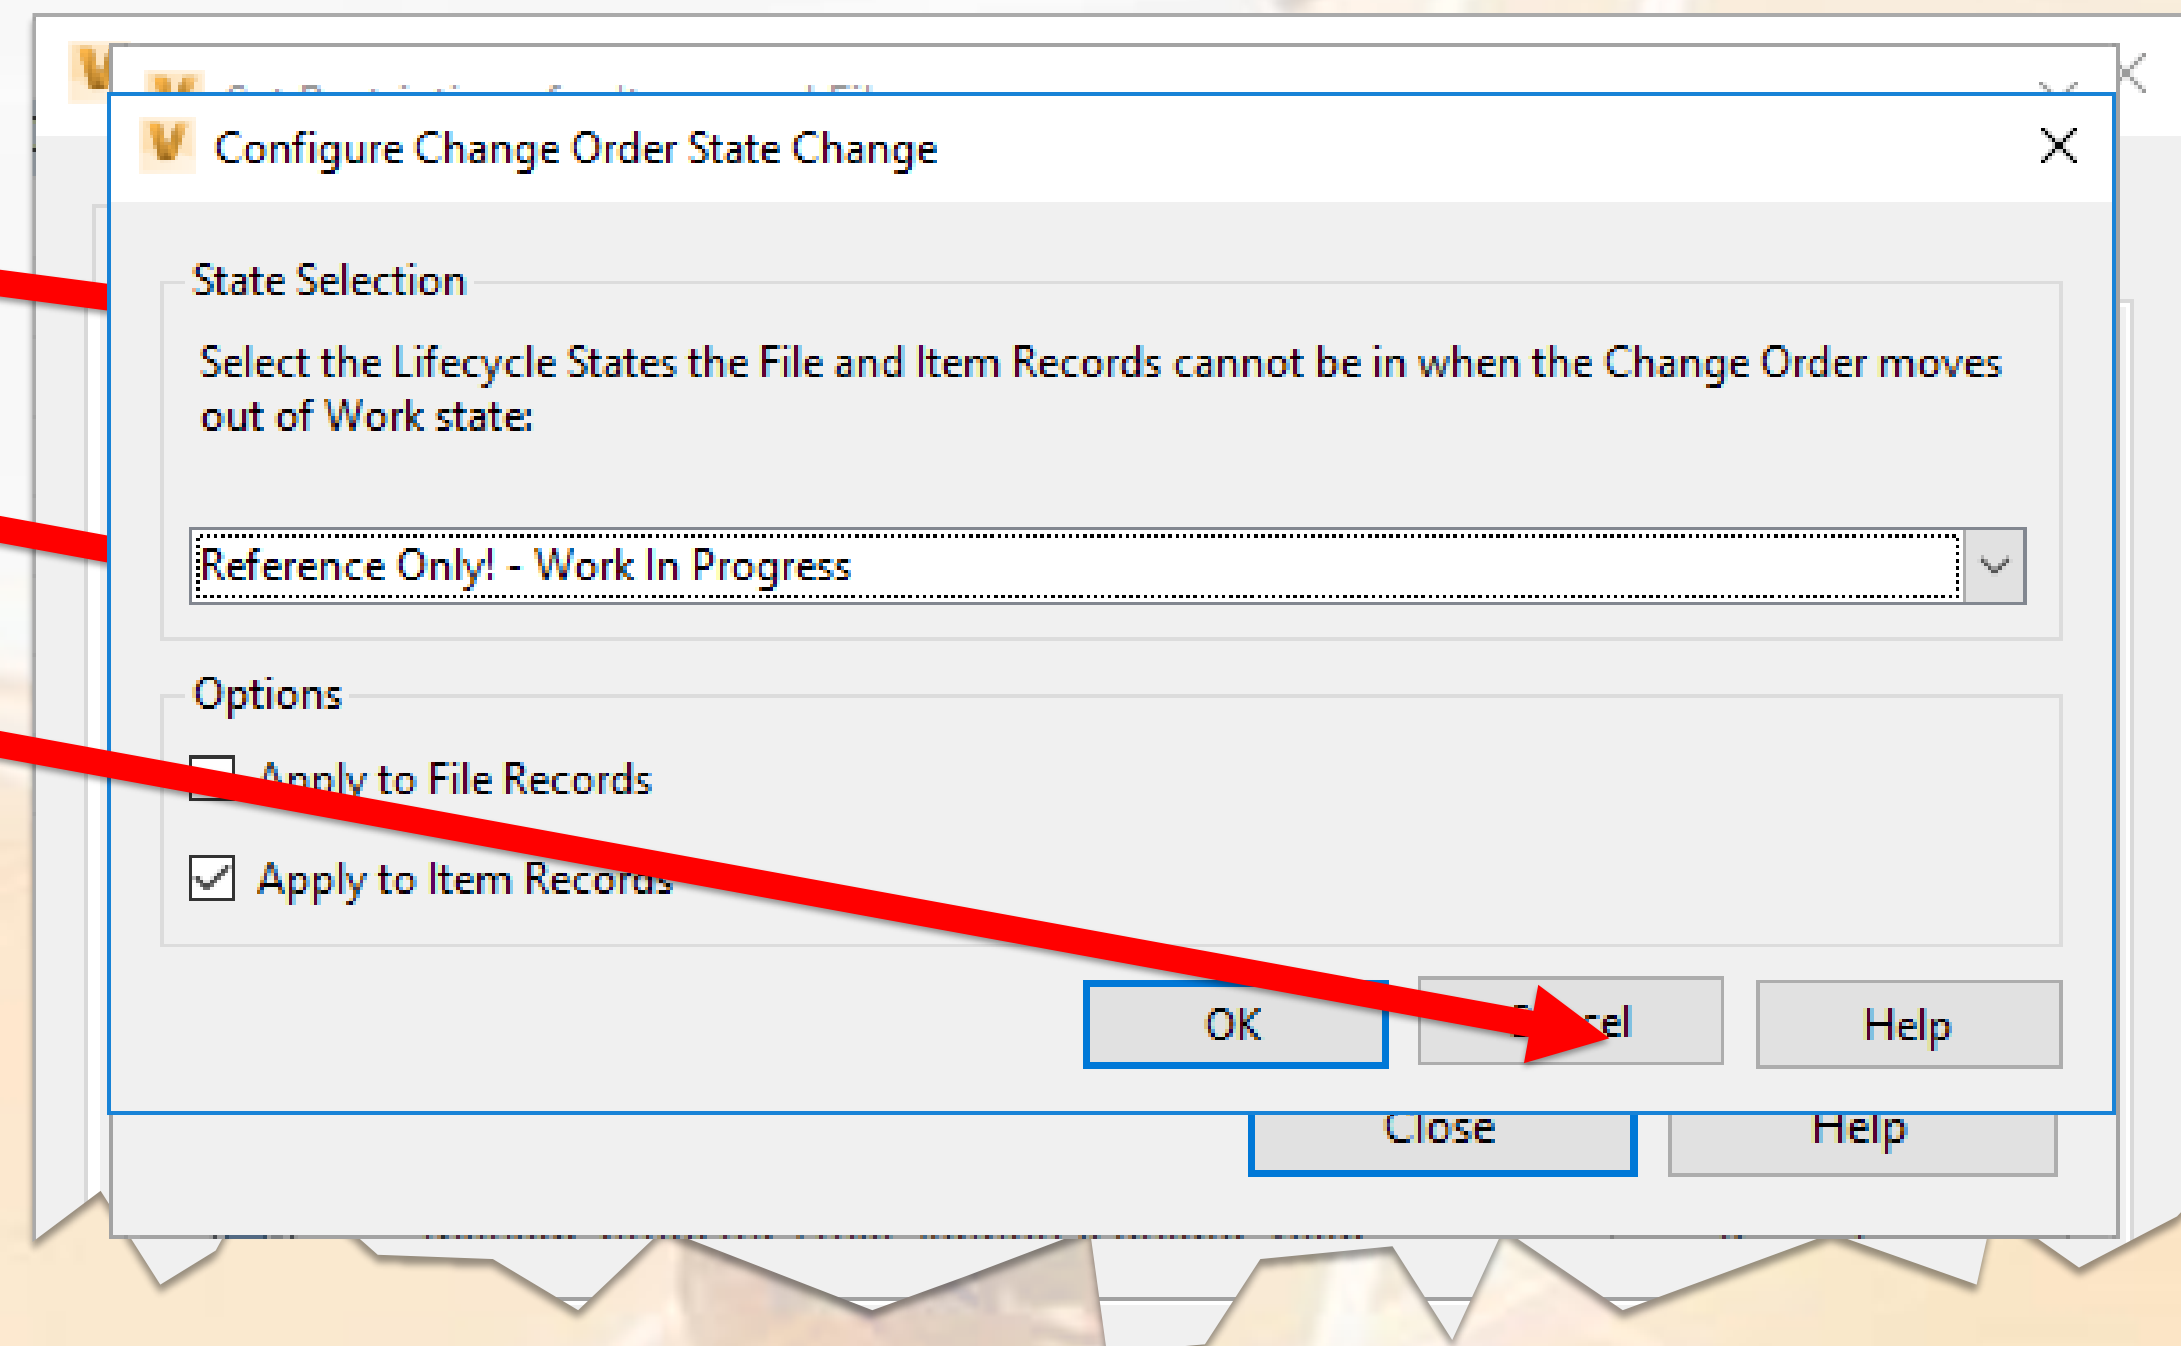 Configure Change Order State Change
State Selection
Select the Lifecycle States the File and Item Records cannot be in when the Change Order moves
out of Work state:
Reference Only! - Work In Progress
Options
Apply to File Records
Apply to Item Records
OK
Cancel
Help
Close
Help